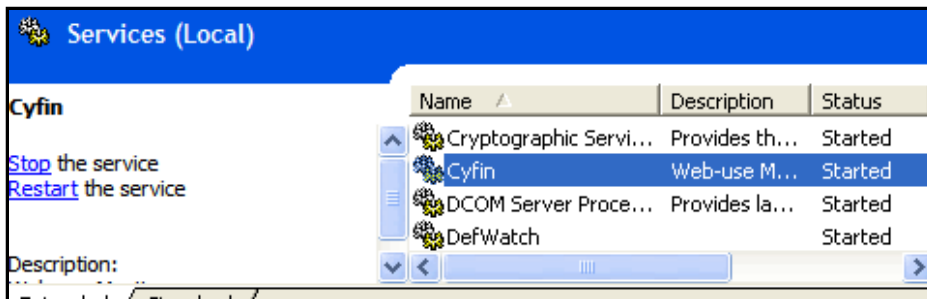 Services (Local)
Cyfin
Stop the service
Restart the service
Description:
Name Description Status
Cryptographic Servi... Provides th... Started
Cyfin Web-use M... Started
DCOM Server Proce... Provides la... Started
DefWatch Started